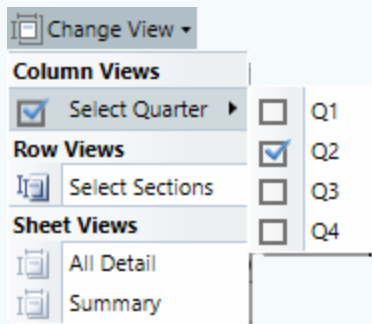 Change View
Column Views
Select Quarter
Q1
Q2
Q3
Q4
Row Views
Select Sections
Sheet Views
All Detail
Summary